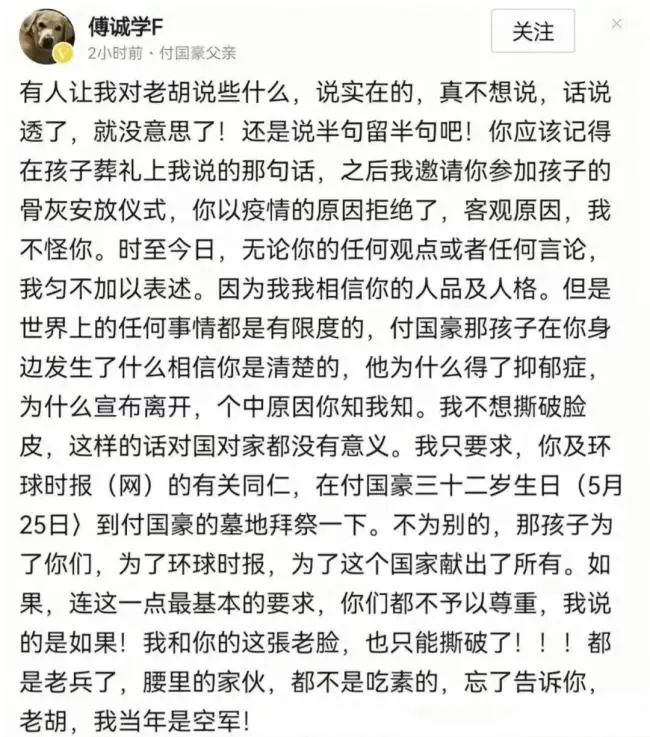 傅诚学F
2小时前·付国豪父亲
关注
有人让我对老胡说些什么，说实在的，真不想说，话说
透了，就没意思了！还是说半句留半句吧！你应该记得
在孩子葬礼上我说的那句话，之后我邀请你参加孩子的
骨灰安放仪式，你以疫情的原因拒绝了，客观原因，我
不怪你。时至今日，无论你的任何观点或者任何言论，
我匀不加以表述。因为我我相信你的人品及人格。但是
世界上的任何事情都是有限度的，付国豪那孩子在你身
边发生了什么相信你是清楚的，他为什么得了抑郁症，
为什么宣布离开，个中原因你知我知。我不想撕破脸
皮，这样的话对国对家都没有意义。我只要求，你及环
球时报（网）的有关同仁，在付国豪三十二岁生日（5月
25日〉到付国豪的墓地拜祭一下。不为别的，那孩子为
了你们，为了环球时报，为了这个国家献出了所有。如
果，连这一点最基本的要求，你们都不予以尊重，我说
的是如果！我和你的这張老脸，也只能撕破了！！！都
是老兵了，腰里的家伙，都不是吃素的，忘了告诉你，
老胡，我当年是空军！